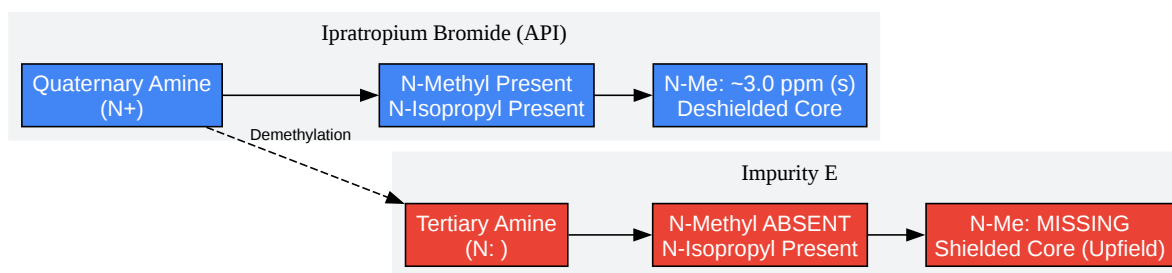 Ipratropium Bromide (API)
Quaternary Amine
(N+)
N-Methyl Present
N-Isopropyl Present
N-Me: ~3.0 ppm (s)
Deshielded Core
Demethylation
Impurity E
Tertiary Amine
(N: )
N-Methyl ABSENT
N-Isopropyl Present
N-Me: MISSING
Shielded Core (Upfield)